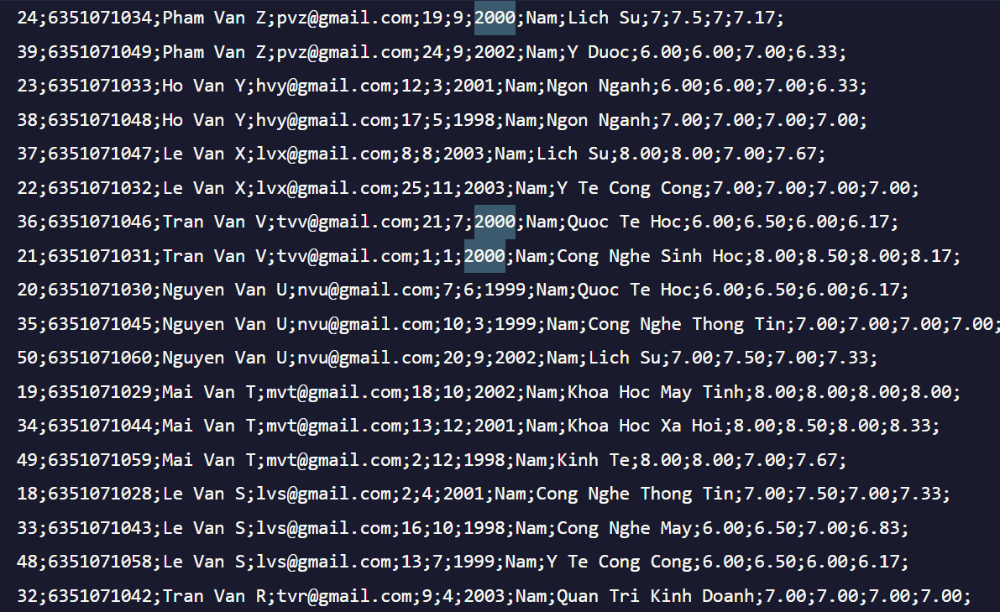 24;6351071034;Pham Van Z;pvz@gmail.com;19;9;2000;Nam;Lich Su;7;7.5;7;7.17;
39;6351071049;Pham Van Z;pvz@gmail.com;24;9;2002;Nam;Y Duoc;6.00;6.00;7.00;6.33;
23;6351071033;Ho Van Y;hvy@gmail.com;12;3;2001;Nam;Ngon Nganh;6.00;6.00;7.00;6.33;
38;6351071048;Ho Van Y;hvy@gmail.com;17;5;1998;Nam;Ngon Nganh;7.00;7.00;7.00;7.00;
37;6351071047;Le Van X;lvx@gmail.com;8;8;2003;Nam;Lich Su;8.00;8.00;7.00;7.67;
22;6351071032;Le Van X;lvx@gmail.com;25;11;2003;Nam;Y Te Cong Cong;7.00;7.00;7.00;7.00;
36;6351071046;Tran Van V;tvv@gmail.com;21;7;2000;Nam;Quoc Te Hoc;6.00;6.50;6.00;6.17;
21;6351071031;Tran Van V;tvv@gmail.com;1;1;2000;Nam;Cong Nghe Sinh Hoc;8.00;8.50;8.00;8.17;
20;6351071030;Nguyen Van U;nvu@gmail.com;7;6;1999;Nam;Quoc Te Hoc;6.00;6.50;6.00;6.17;
35;6351071045;Nguyen Van U;nvu@gmail.com;10;3;1999;Nam;Cong Nghe Thong Tin;7.00;7.00;7.00;7.00;
50;6351071060;Nguyen Van U;nvu@gmail.com;20;9;2002;Nam;Lich Su;7.00;7.50;7.00;7.33;
19;6351071029;Mai Van T;mvt@gmail.com;18;10;2002;Nam;Khoa Hoc May Tinh;8.00;8.00;8.00;8.00;
34;6351071044;Mai Van T;mvt@gmail.com;13;12;2001;Nam;Khoa Hoc Xa Hoi;8.00;8.50;8.00;8.33;
49;6351071059;Mai Van T;mvt@gmail.com;2;12;1998;Nam;Kinh Te;8.00;8.00;7.00;7.67;
18;6351071028;Le Van S;lvs@gmail.com;2;4;2001;Nam;Cong Nghe Thong Tin;7.00;7.50;7.00;7.33;
33;6351071043;Le Van S;lvs@gmail.com;16;10;1998;Nam;Cong Nghe May;6.00;6.50;7.00;6.83;
48;6351071058;Le Van S;lvs@gmail.com;13;7;1999;Nam;Y Te Cong Cong;6.00;6.50;6.00;6.17;
32;6351071042;Tran Van R;tvr@gmail.com;9;4;2003;Nam;Quan Tri Kinh Doanh;7.00;7.00;7.00;7.00;